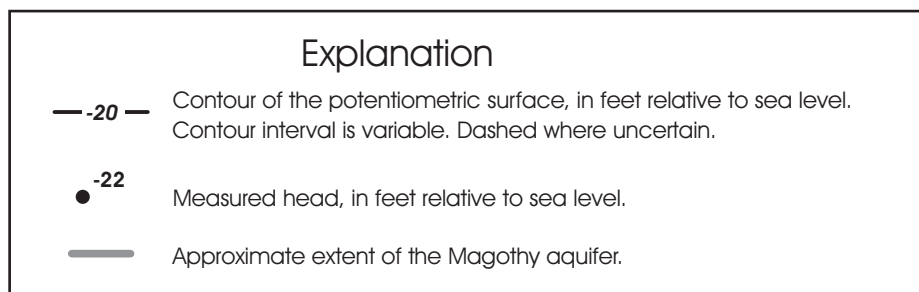 Explanation
-20
Contour of the potentiometric surface, in feet relative to sea level.
Contour interval is variable. Dashed where uncertain.
-22
Measured head, in feet relative to sea level.
Approximate extent of the Magothy aquifer.